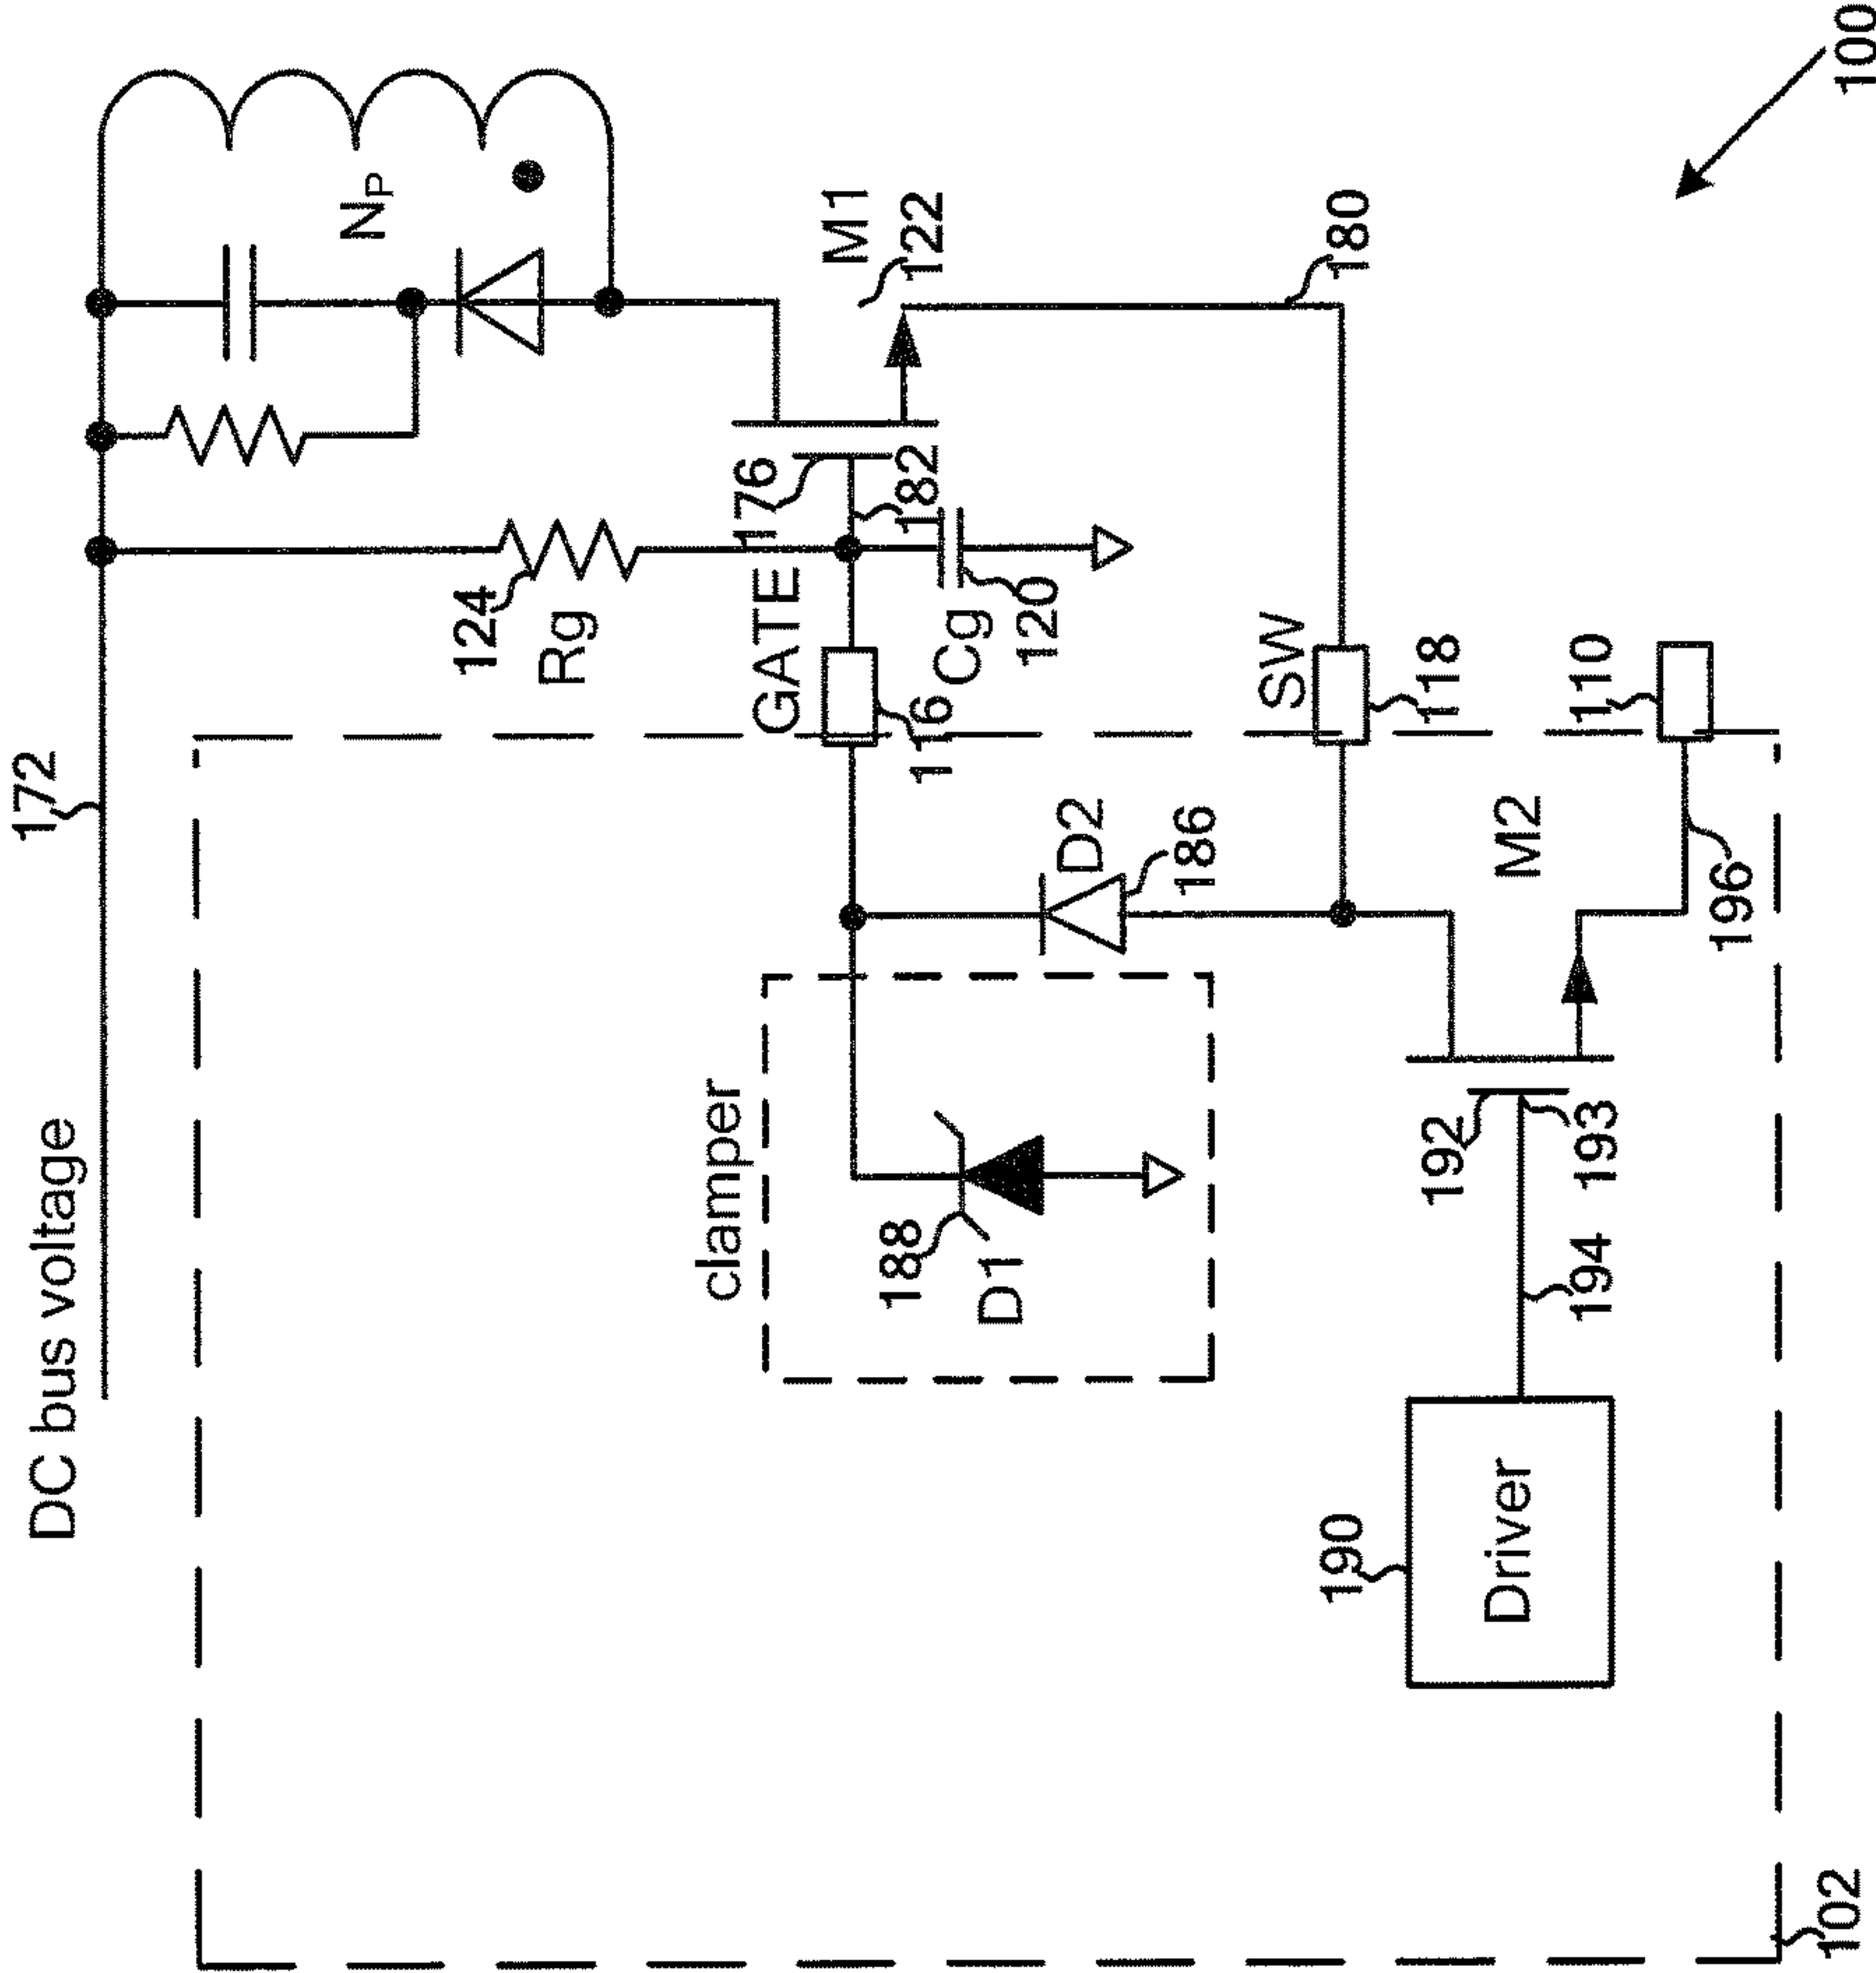 172
DC bus voltage
N_P
124
Rg
176
M1
122
GATE
182
116
Cg
120
180
clamper
D2
186
188
D1
SW
118
110
M2
196
192
193
194
190
Driver
102
100